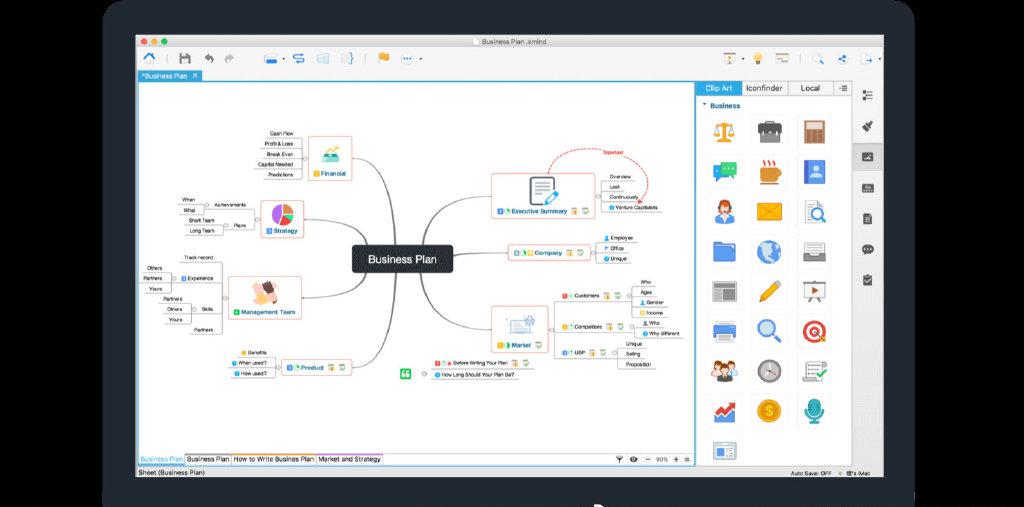 Business Plan .xmind
*Business Plan
Clip Art
Iconfinder
Local
Business
Cash Flow
Profit & Loss
Break Even
Capital Needed
Predictions
Financial
When
What
Achievements
Short Team
Long Team
Plans
Strategy
Track record
Others
Partners
Yours
Experience
Partners
Others
Yours
Skills
Partners
Management Team
Benefits
When used?
How used?
Product
Business Plan
Important
Executive Summary
Overview
Last
Continuously
Venture Capitalists
Company
Employee
Office
Unique
Market
Customers
Who
Ages
Gender
Income
Competitors
Who
Why different
USP
Unique
Selling
Proposition
Before Writing Your Plan
How Long Should Your Plan Be?
Business Plan
Business Plan
How to Write Busines Plan
Market and Strategy
90%
Sheet (Business Plan)
Auto Save: OFF
's iMac